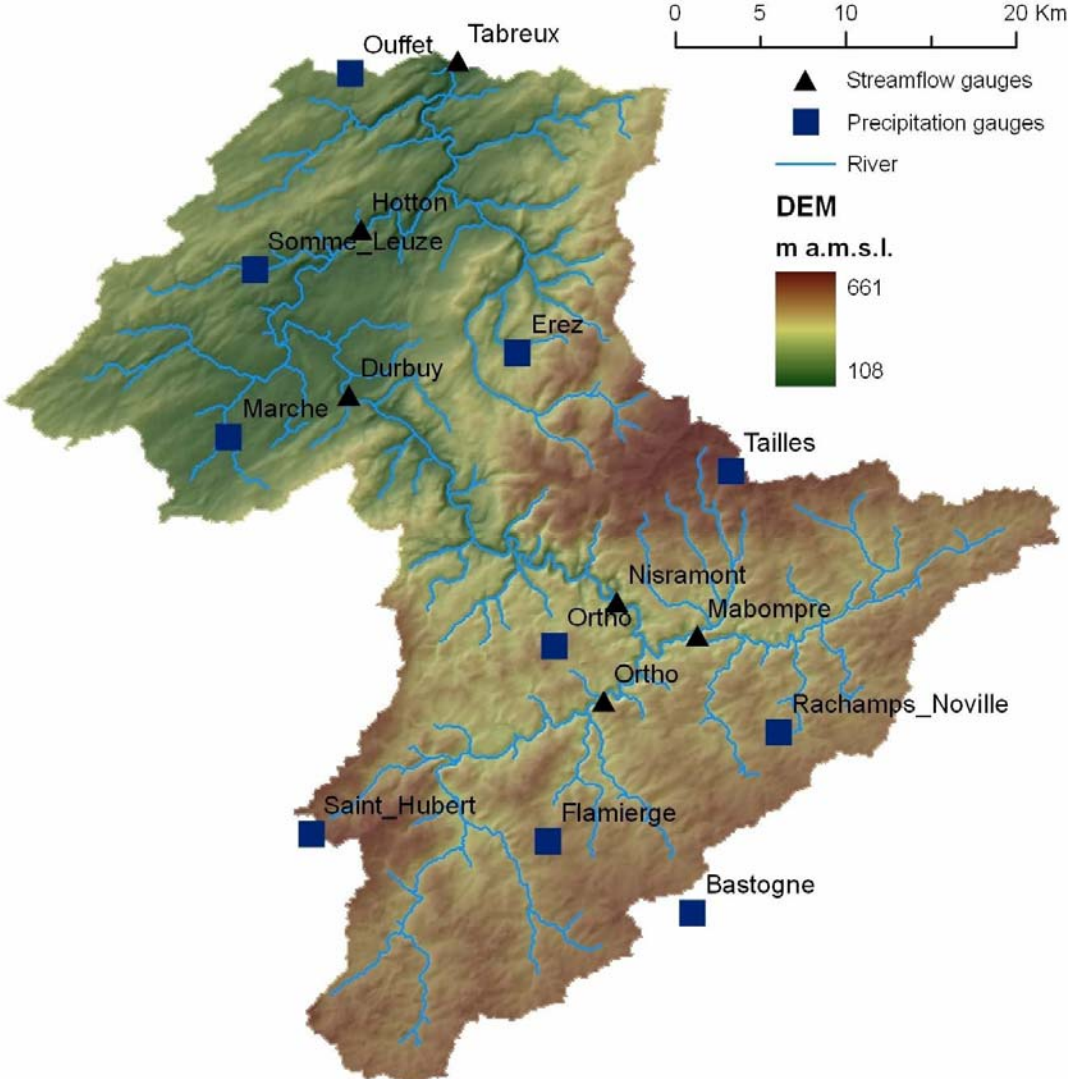 0 5 10 20 Km
Tabreux
Ouffet
Streamflow gauges
Precipitation gauges
River
DEM
m a.m.s.l.
661
108
Hotton
Somme_Leuze
Erez
Durbuy
Marche
Tailles
Nisramont
Mabompre
Ortho
Ortho
Rachamps_Noville
Saint_Hubert
Flamierge
Bastogne